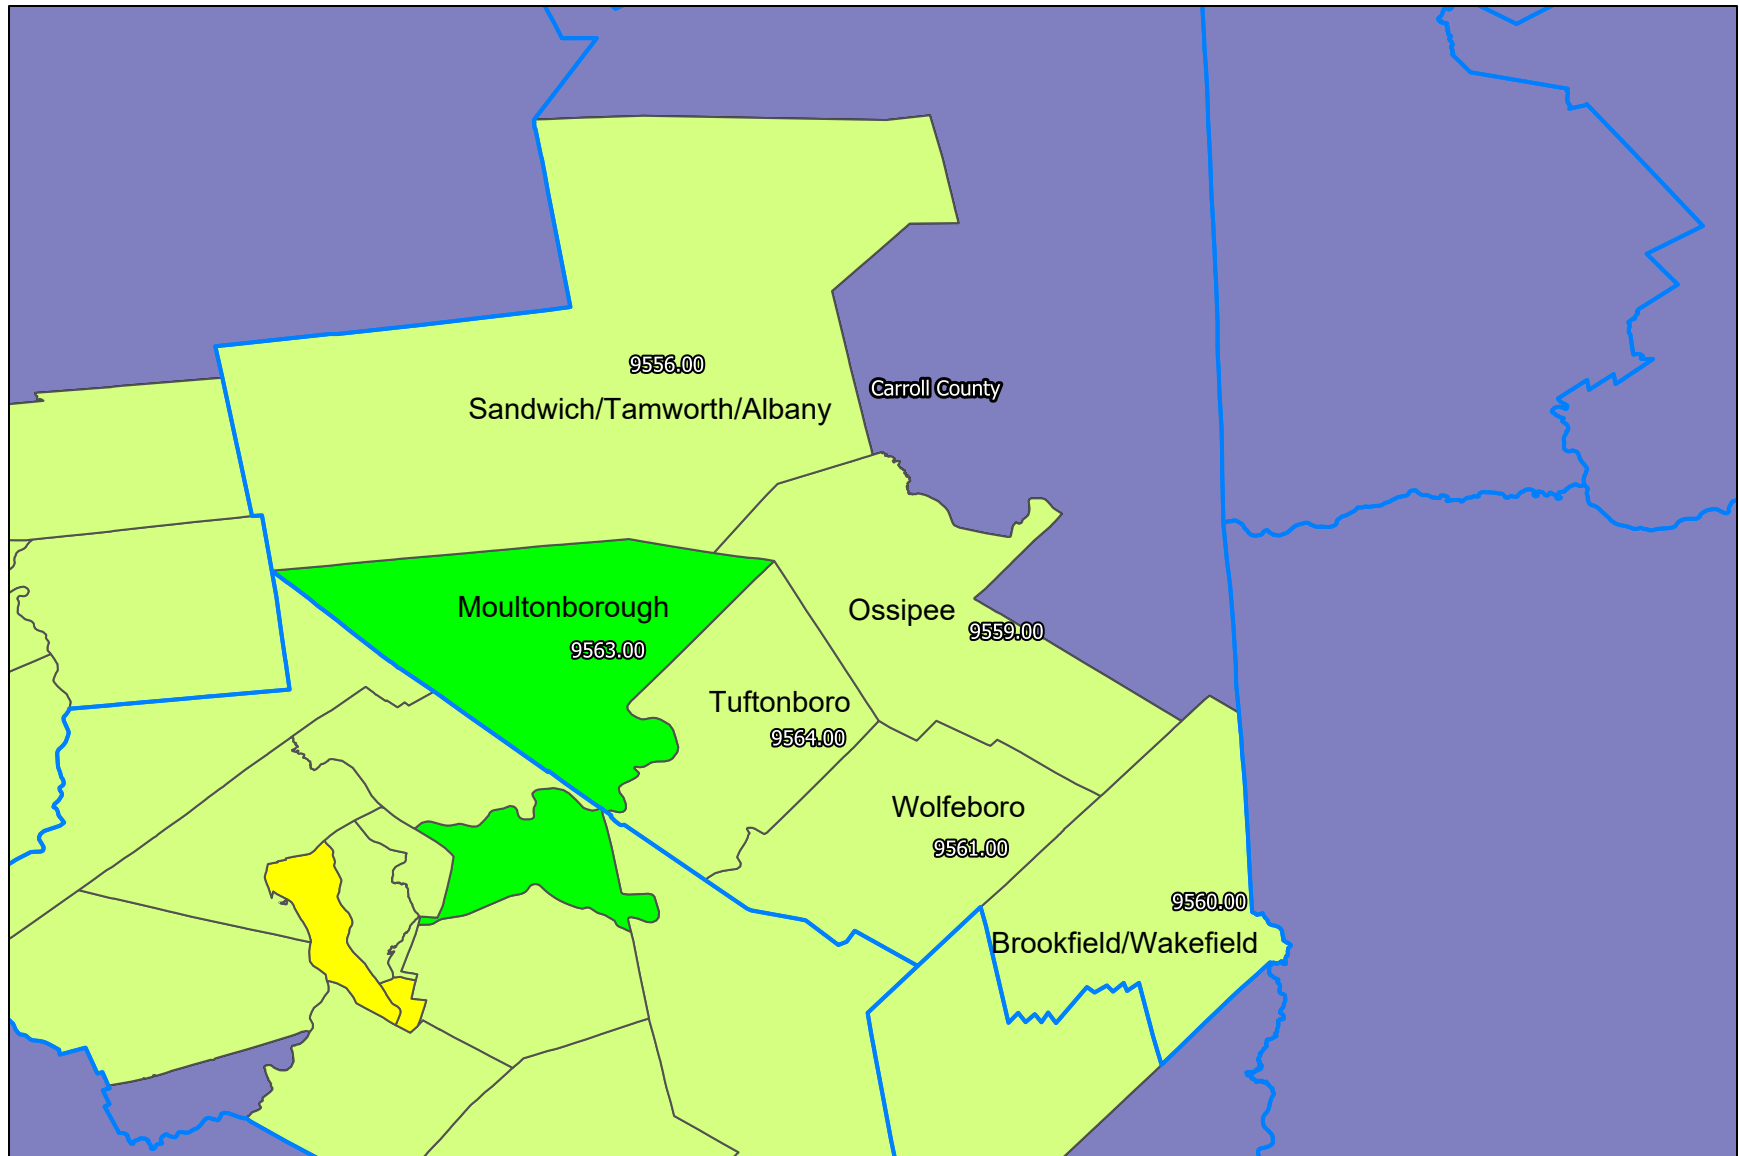 9556.00
Carroll County
Sandwich/Tamworth/Albany
Moultonborough
Ossipee
9559.00
9563.00
Tuftonboro
9564.00
Wolfeboro
9561.00
9560.00
Brookfield/Wakefield